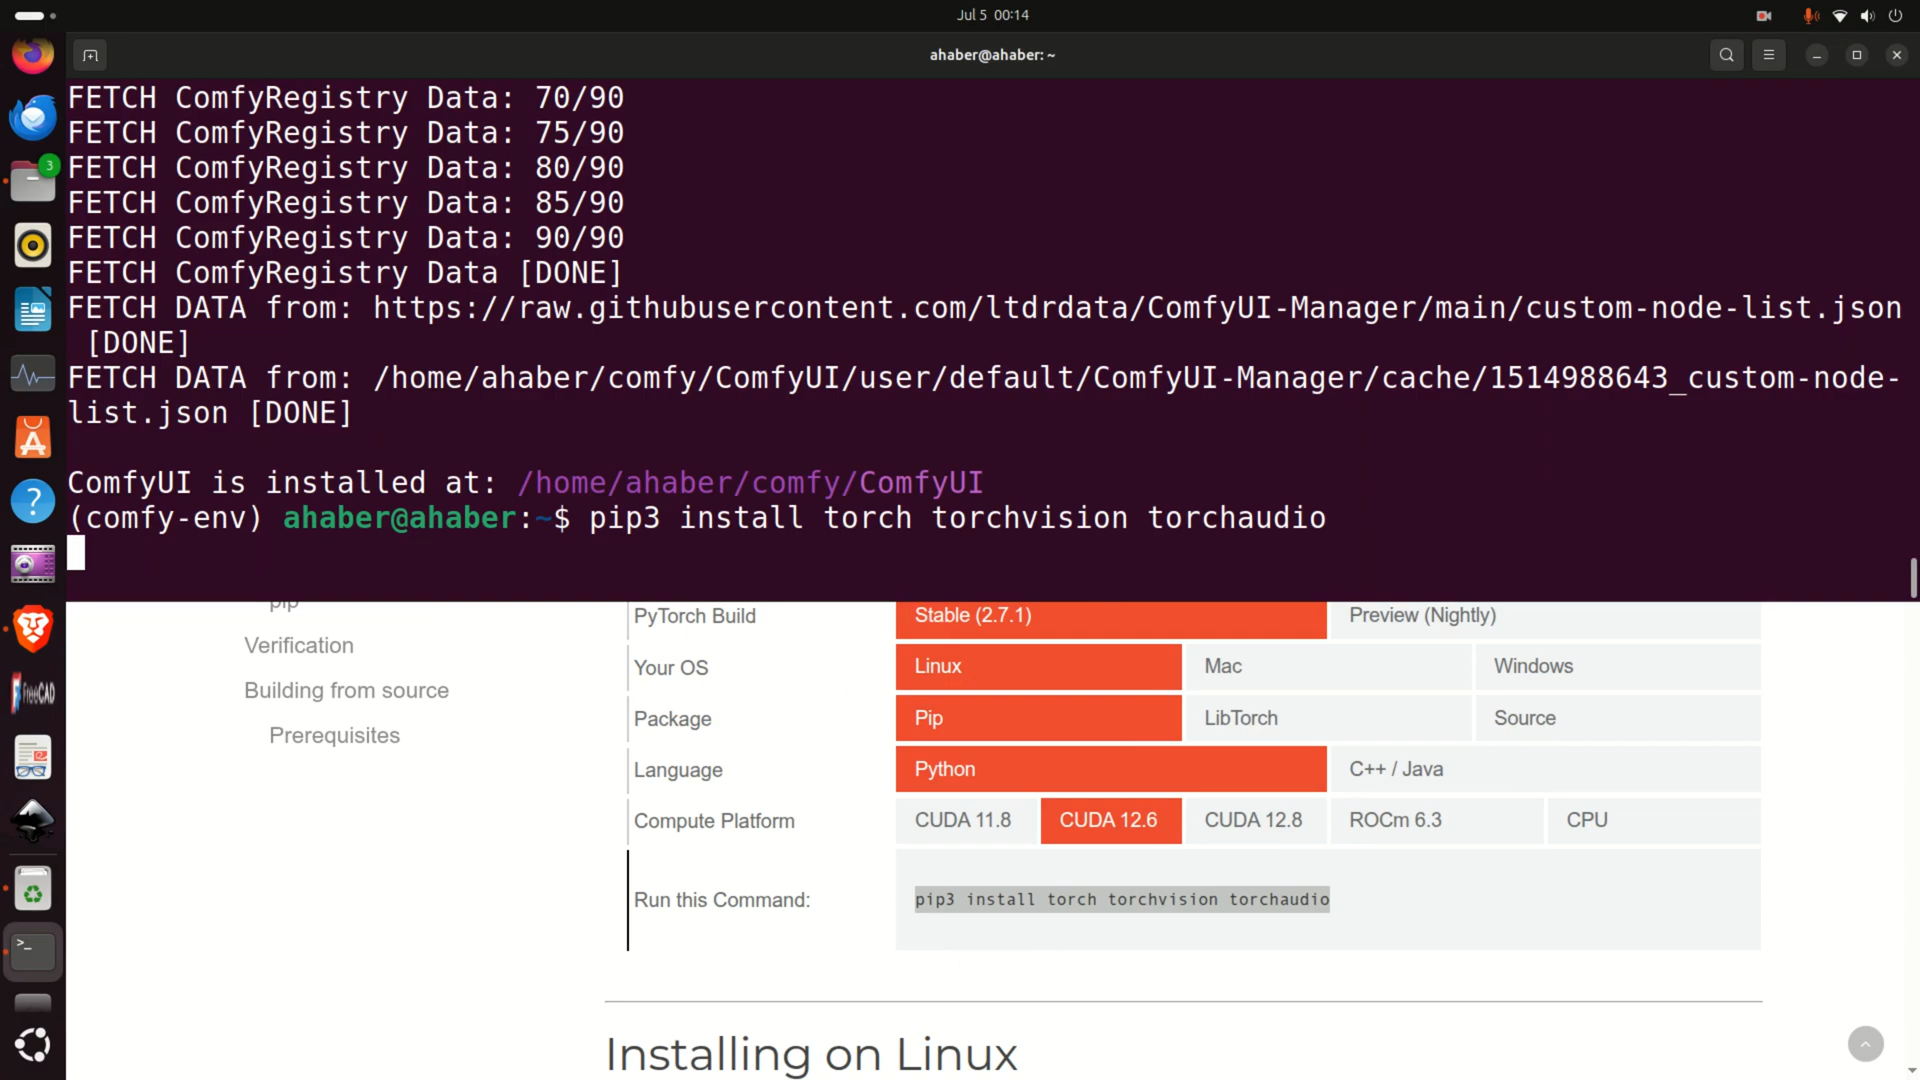 Jul 5 00:14
ahaber@ahaber: ~
FETCH ComfyRegistry Data: 70/90
FETCH ComfyRegistry Data: 75/90
3
FETCH ComfyRegistry Data: 80/90
FETCH ComfyRegistry Data: 85/90
FETCH ComfyRegistry Data: 90/90
FETCH ComfyRegistry Data [DONE]
FETCH DATA from: https://raw.githubusercontent.com/ltdrdata/ComfyUI-Manager/main/custom-node-list.json
[DONE]
FETCH DATA from: /home/ahaber/comfy/ComfyUI/user/default/ComfyUI-Manager/cache/1514988643_custom-node-
list.json [DONE]
ComfyUI is installed at: /home/ahaber/comfy/ComfyUI
(comfy-env) ahaber@ahaber:~$ pip3 install torch torchvision torchaudio
pip
Verification
Building from source
Prerequisites
PyTorch Build Stable (2.7.1) Preview (Nightly)
Your OS Linux Mac Windows
Package Pip LibTorch Source
Language Python C++ / Java
Compute Platform CUDA 11.8 CUDA 12.6 CUDA 12.8 ROCm 6.3 CPU
Run this Command: pip3 install torch torchvision torchaudio
Installing on Linux
FreeCAD